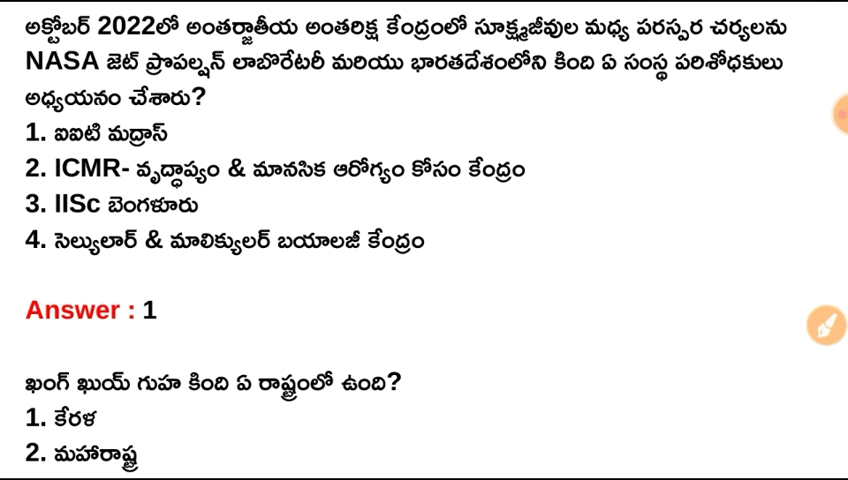 అక్టోబర్ 2022లో అంతర్జాతీయ అంతరిక్ష కేంద్రంలో సూక్ష్మజీవుల మధ్య పరస్పర చర్యలను
NASA జెట్ ప్రొపల్షన్ లాబొరేటరీ మరియు భారతదేశంలోని కింది ఏ సంస్థ పరిశోధకులు
అధ్యయనం చేశారు?
1. ఐఐటి మద్రాస్
2. ICMR- వృద్ధాప్యం & మానసిక ఆరోగ్యం కోసం కేంద్రం
3. IISc బెంగళూరు
4. సెల్యులార్ & మాలిక్యులర్ బయాలజీ కేంద్రం
Answer : 1
ఖంగ్ ఖుయ్ గుహ కింది ఏ రాష్ట్రంలో ఉంది?
1. కేరళ
2. మహారాష్ట్ర